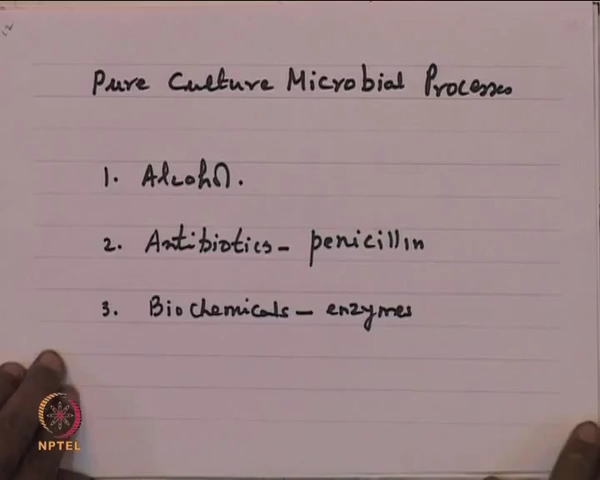 Pure Culture Microbial Processes
1. Alcohol.
2. Antibiotics - penicillin
3. Biochemicals - enzymes
NPTEL